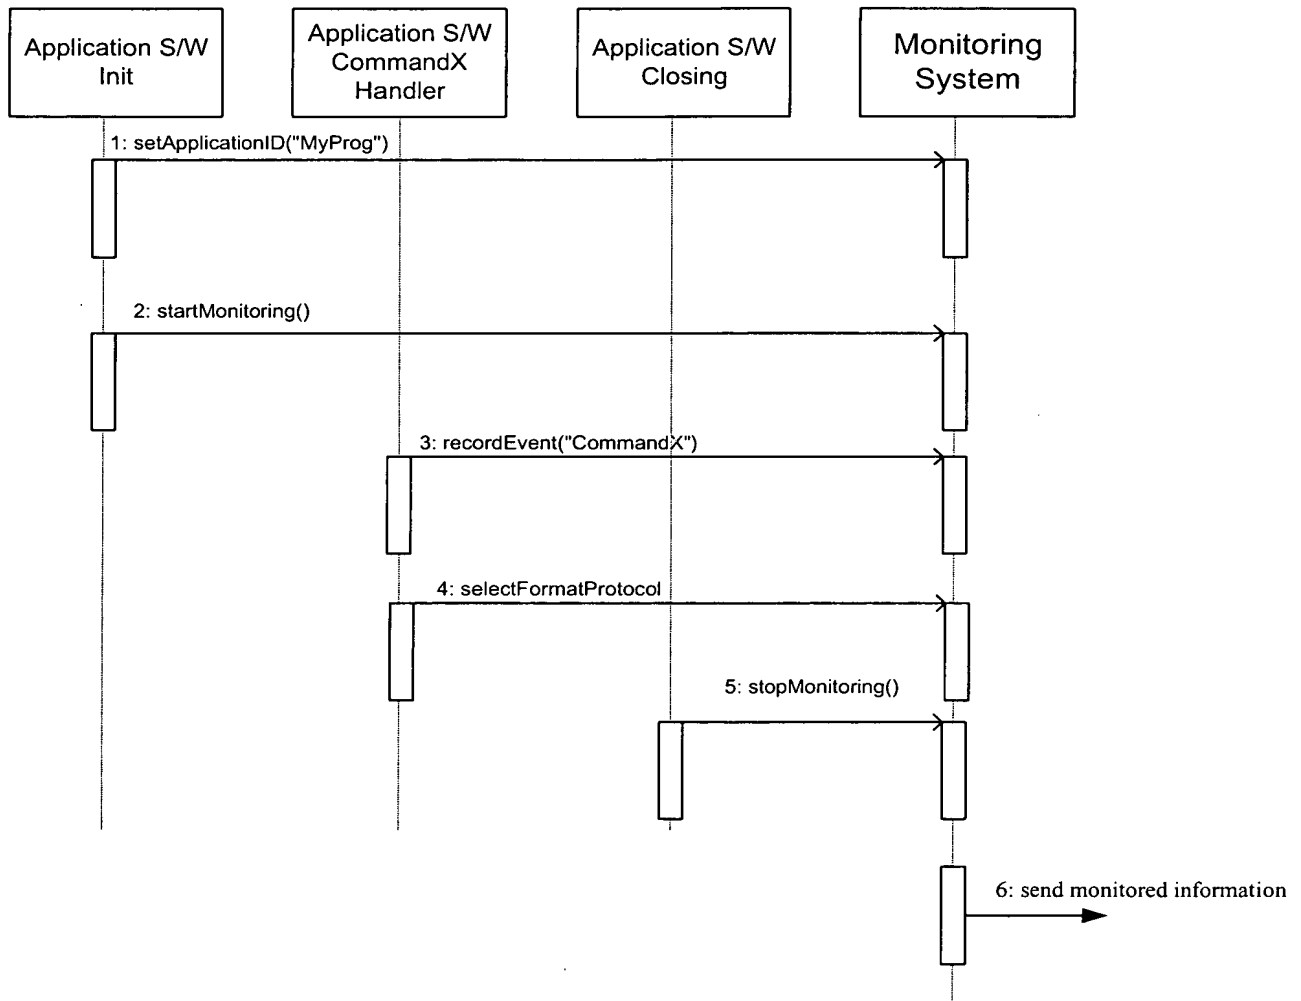 Application S/W
Init
Application S/W
CommandX
Handler
Application S/W
Closing
Monitoring
System
1: setApplicationID("MyProg")
2: startMonitoring()
3: recordEvent("CommandX")
4: selectFormatProtocol
5: stopMonitoring()
6: send monitored information